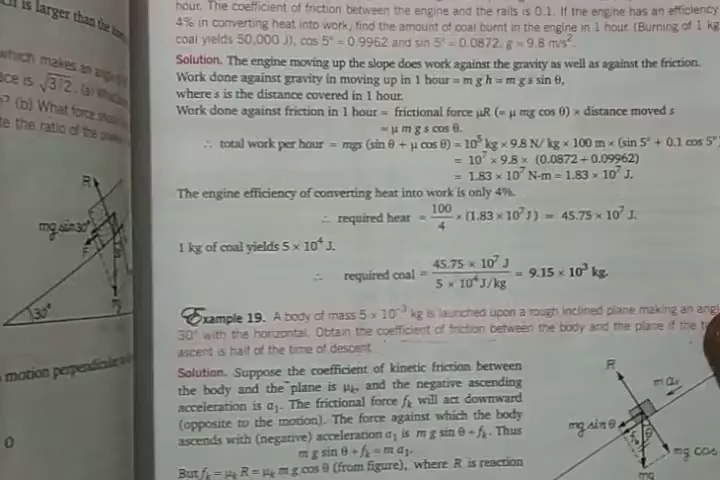 is larger than the
which makes an angle
ace is √3/2. (a)
(b) What force
te the ratio of the
R
mg sin 30°
F
30°
motion perpendicular
hour. The coefficient of friction between the engine and the rails is 0.1. If the engine has an efficiency
4% in converting heat into work, find the amount of coal burnt in the engine in 1 hour. (Burning of 1 kg
coal yields 50,000 J), cos 5° = 0.9962 and sin 5° = 0.0872, g = 9.8 m/s².
Solution. The engine moving up the slope does work against the gravity as well as against the friction.
Work done against gravity in moving up in 1 hour = m g h = m g s sin θ,
where s is the distance covered in 1 hour.
Work done against friction in 1 hour = frictional force μR (= μ mg cos θ) × distance moved s
= μ m g s cos θ.
∴ total work per hour = mgs (sin θ + μ cos θ) = 10⁵ kg × 9.8 N/kg × 100 m × (sin 5° + 0.1 cos 5°
= 10⁷ × 9.8 × (0.0872 + 0.09962)
= 1.83 × 10⁷ N-m = 1.83 × 10⁷ J.
The engine efficiency of converting heat into work is only 4%.
∴ required heat = 100/4 × (1.83 × 10⁷ J) = 45.75 × 10⁷ J.
1 kg of coal yields 5 × 10⁴ J.
∴ required coal = 45.75 × 10⁷ J / 5 × 10⁴ J/kg = 9.15 × 10³ kg.
Example 19. A body of mass 5 × 10⁻³ kg is launched upon a rough inclined plane making an angl
30° with the horizontal. Obtain the coefficient of friction between the body and the plane if the
ascent is half of the time of descent.
Solution. Suppose the coefficient of kinetic friction between
the body and the plane is μₖ, and the negative ascending
acceleration is a₁. The frictional force fₖ will act downward
(opposite to the motion). The force against which the body
ascends with (negative) acceleration a₁ is m g sin θ + fₖ. Thus
m g sin θ + fₖ = m a₁.
But fₖ = μₖ R = μₖ m g cos θ (from figure), where R is reaction
R
ma₁
mg sin θ
fₖ
θ
mg cos
mg